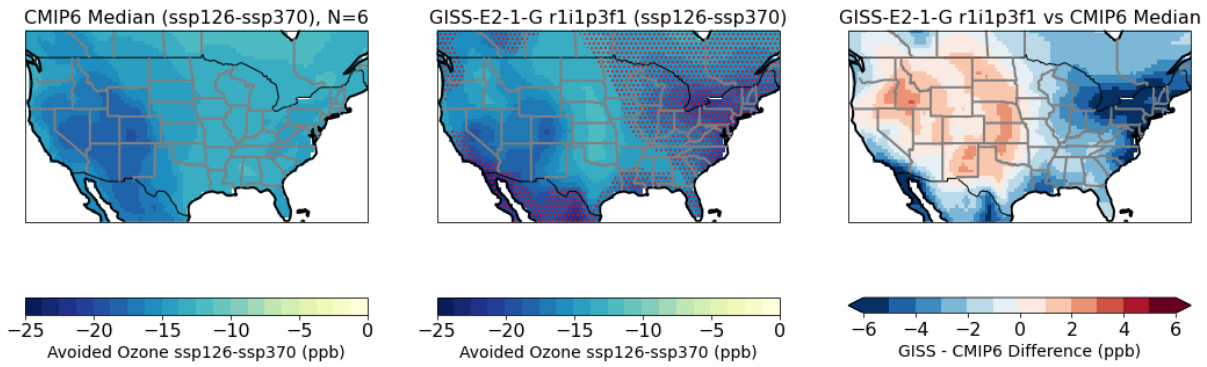 CMIP6 Median (ssp126-ssp370), N=6
GISS-E2-1-G r1i1p3f1 (ssp126-ssp370)
GISS-E2-1-G r1i1p3f1 vs CMIP6 Median
−25 −20 −15 −10 −5 0
Avoided Ozone ssp126-ssp370 (ppb)
−25 −20 −15 −10 −5 0
Avoided Ozone ssp126-ssp370 (ppb)
−6 −4 −2 0 2 4 6
GISS - CMIP6 Difference (ppb)